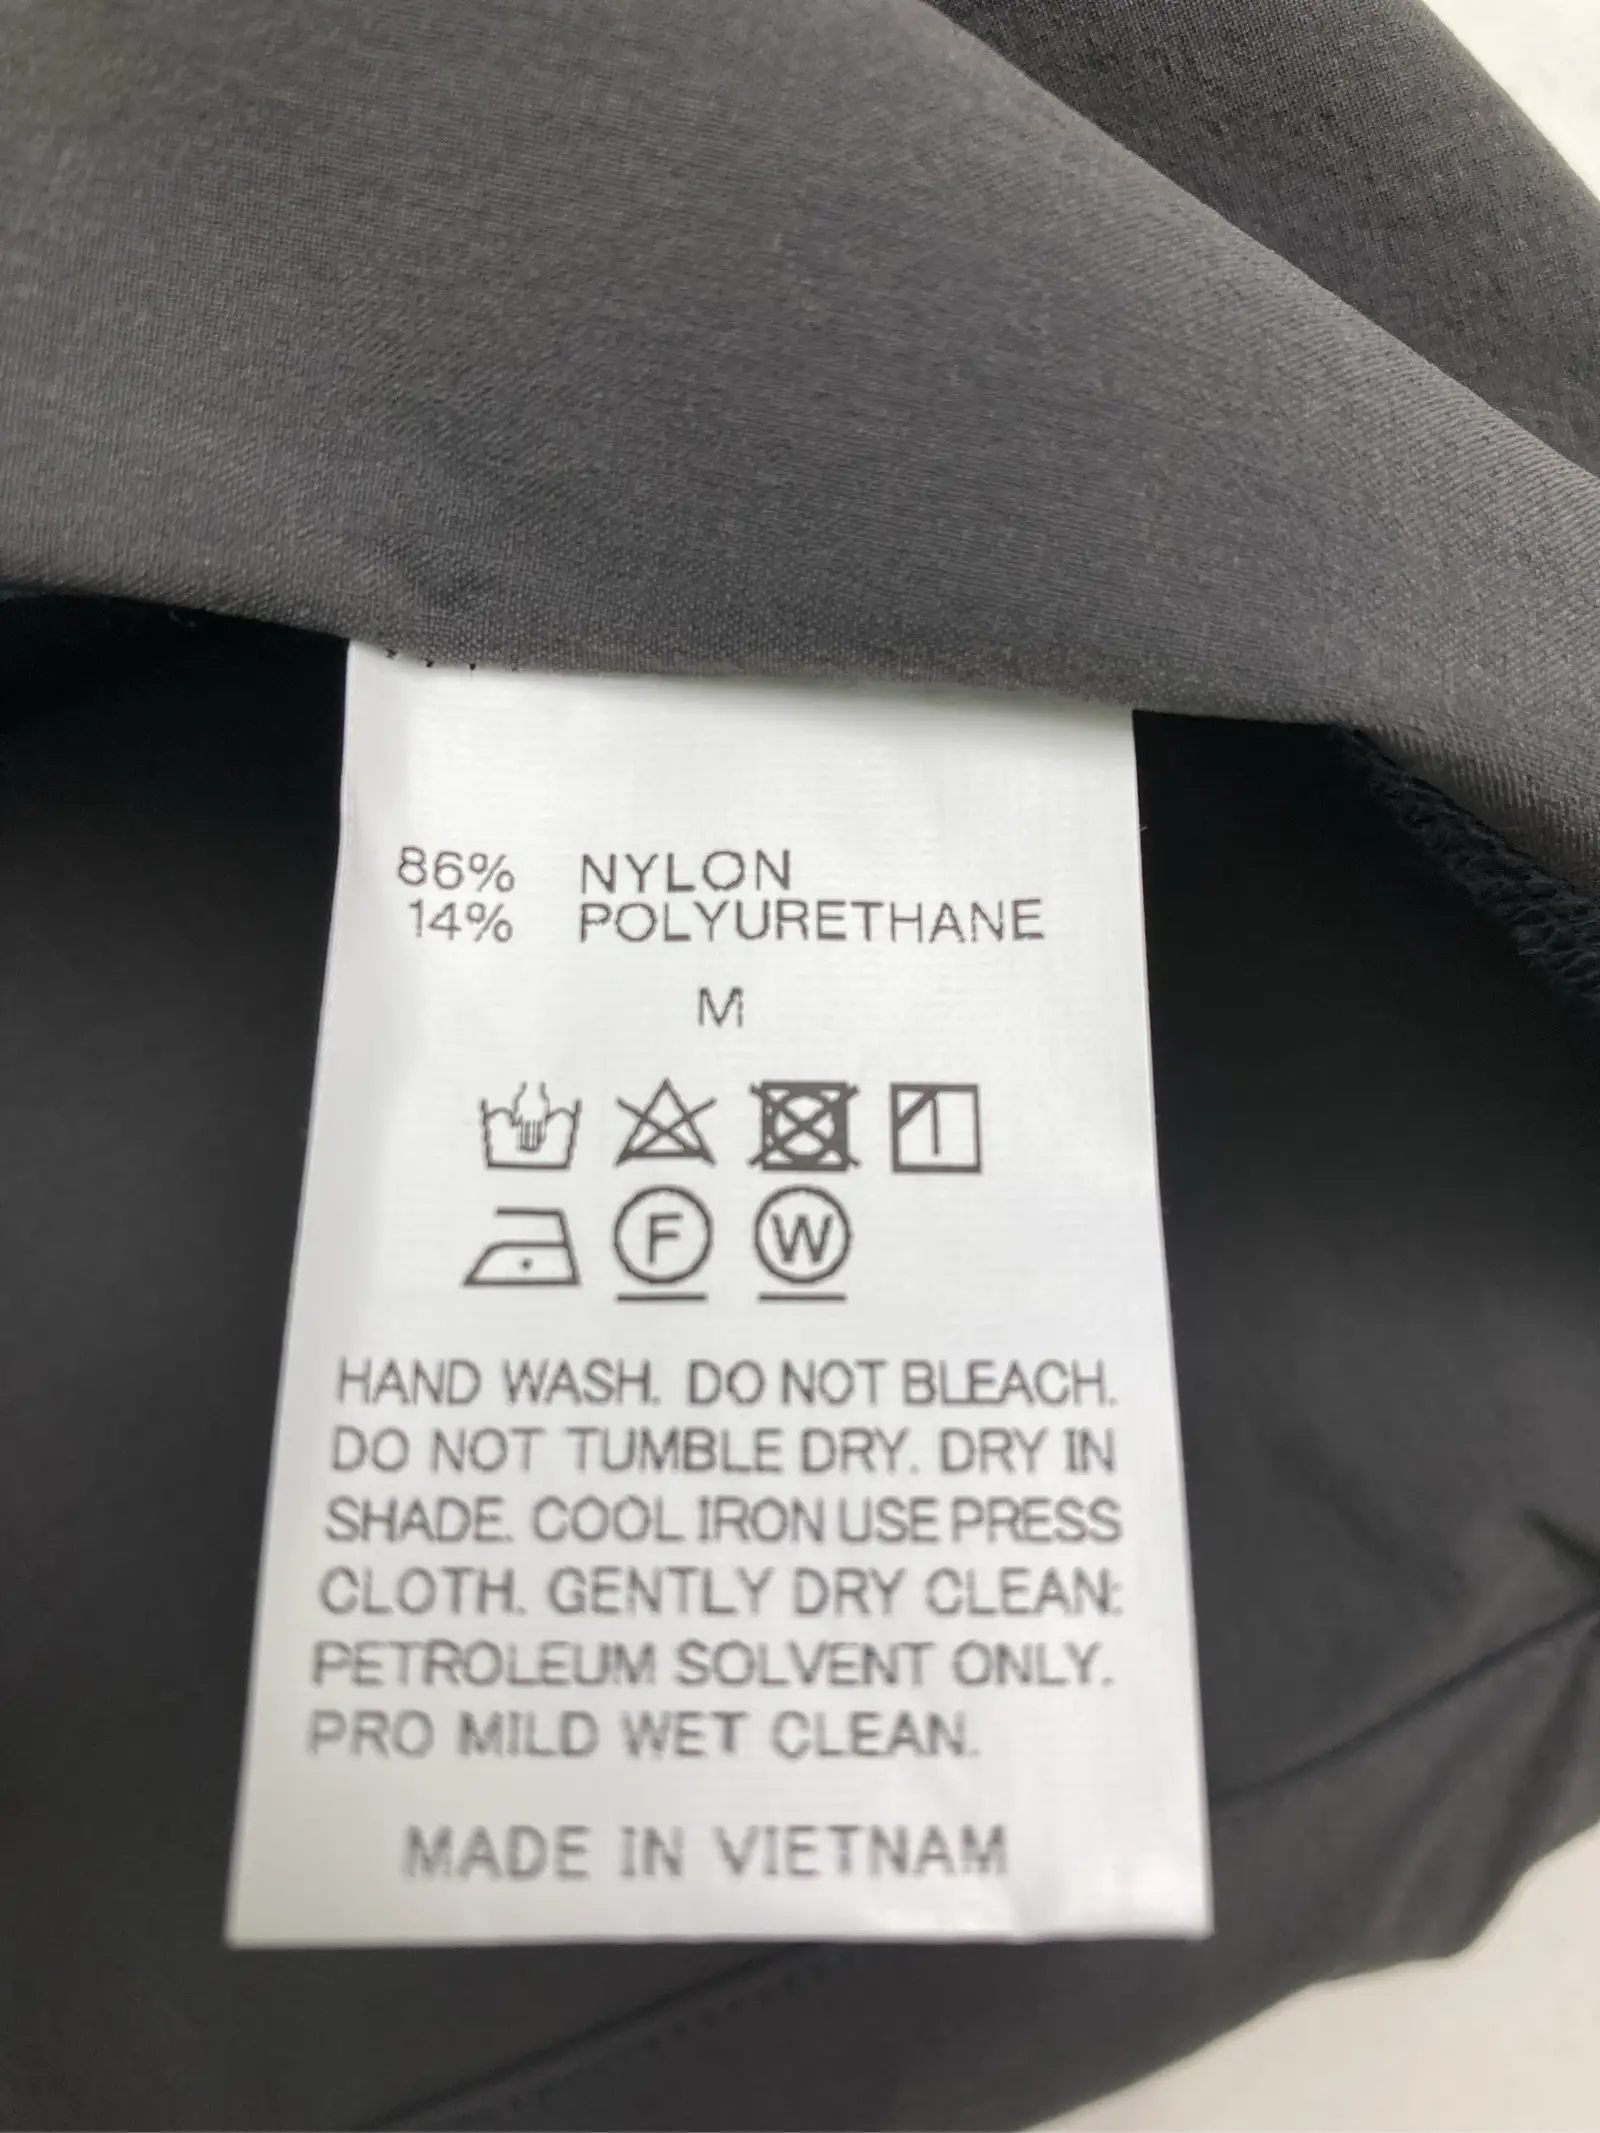 86% NYLON
14% POLYURETHANE
M
F W
HAND WASH. DO NOT BLEACH.
DO NOT TUMBLE DRY. DRY IN
SHADE. COOL IRON USE PRESS
CLOTH. GENTLY DRY CLEAN:
PETROLEUM SOLVENT ONLY.
PRO MILD WET CLEAN.
MADE IN VIETNAM